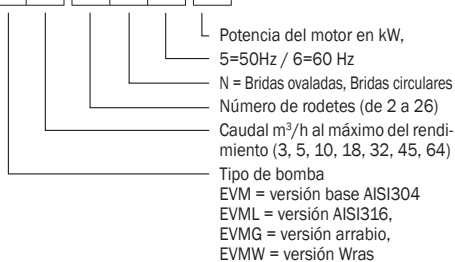 Potencia del motor en kW,
5=50Hz / 6=60 Hz
N = Bridas ovaladas, Bridas circulares
Número de rodetes (de 2 a 26)
Caudal m³/h al máximo del rendi-
miento (3, 5, 10, 18, 32, 45, 64)
Tipo de bomba
EVM = versión base AISI304
EVML = versión AISI316,
EVMG = versión arrabio,
EVMW = versión Wras